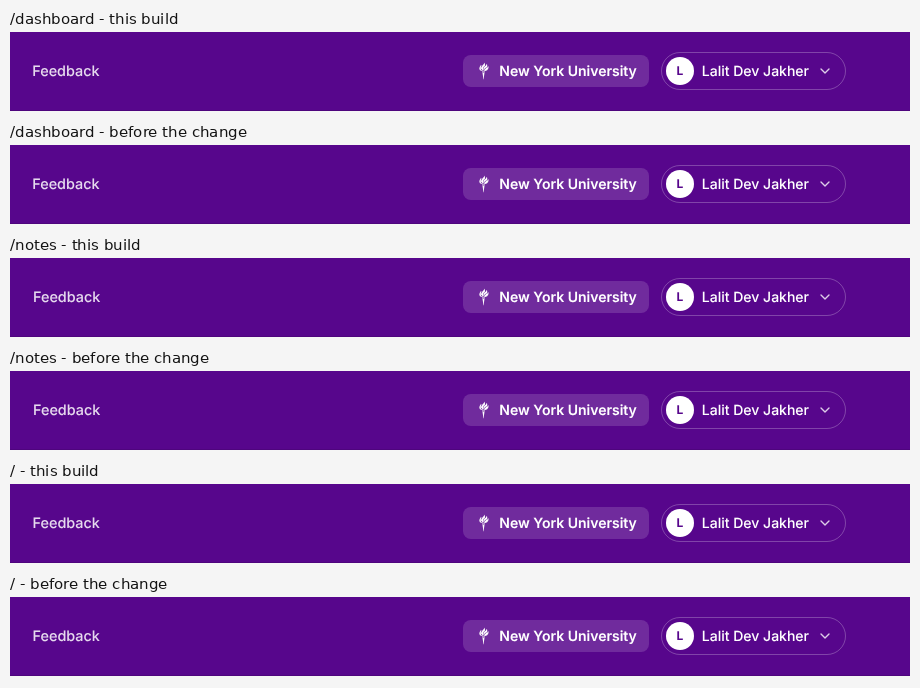 /dashboard - this build
Feedback New York University L Lalit Dev Jakher
/dashboard - before the change
Feedback New York University L Lalit Dev Jakher
/notes - this build
Feedback New York University L Lalit Dev Jakher
/notes - before the change
Feedback New York University L Lalit Dev Jakher
/ - this build
Feedback New York University L Lalit Dev Jakher
/ - before the change
Feedback New York University L Lalit Dev Jakher